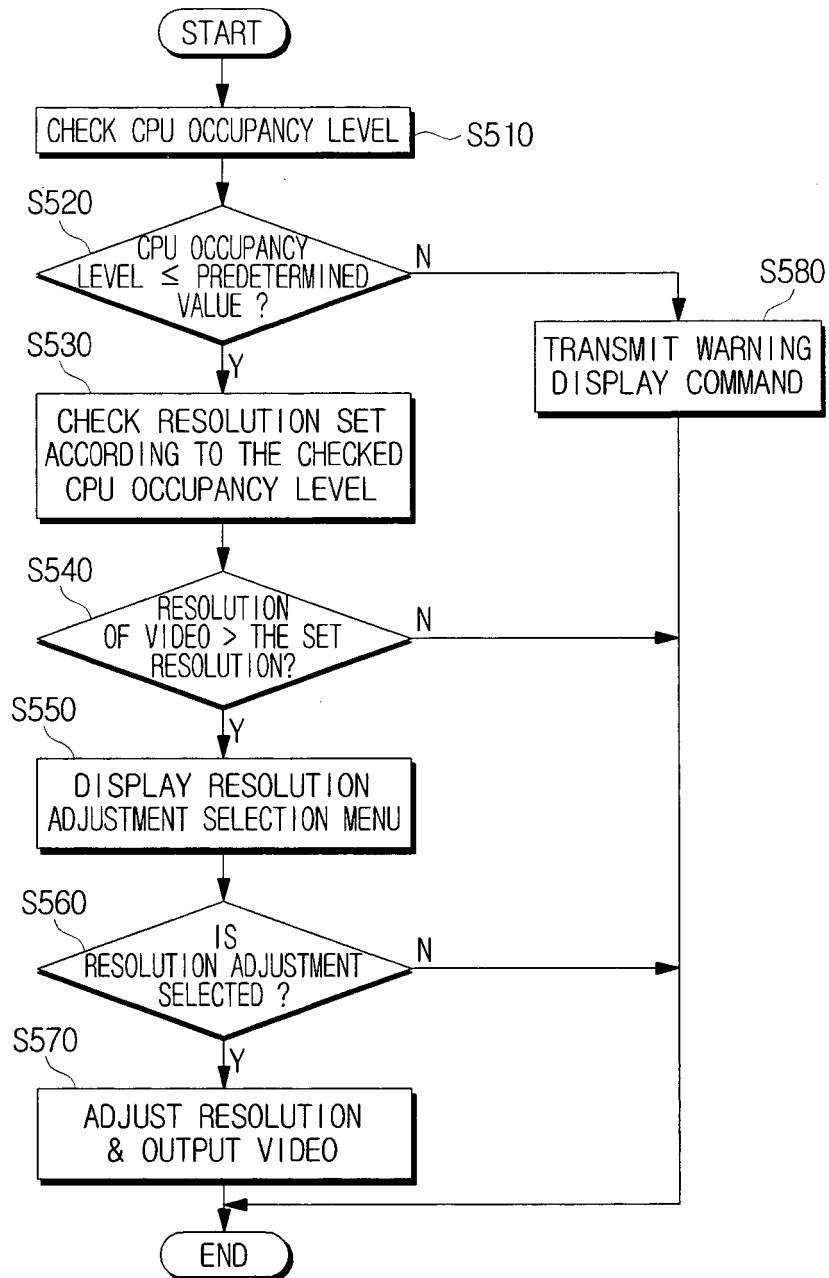 START
CHECK CPU OCCUPANCY LEVEL
S510
S520
CPU OCCUPANCY
LEVEL ≤ PREDETERMINED
VALUE ?
N
S580
TRANSMIT WARNING
DISPLAY COMMAND
Y
S530
CHECK RESOLUTION SET
ACCORDING TO THE CHECKED
CPU OCCUPANCY LEVEL
S540
RESOLUTION
OF VIDEO > THE SET
RESOLUTION?
N
Y
S550
DISPLAY RESOLUTION
ADJUSTMENT SELECTION MENU
S560
IS
RESOLUTION ADJUSTMENT
SELECTED ?
N
Y
S570
ADJUST RESOLUTION
& OUTPUT VIDEO
END